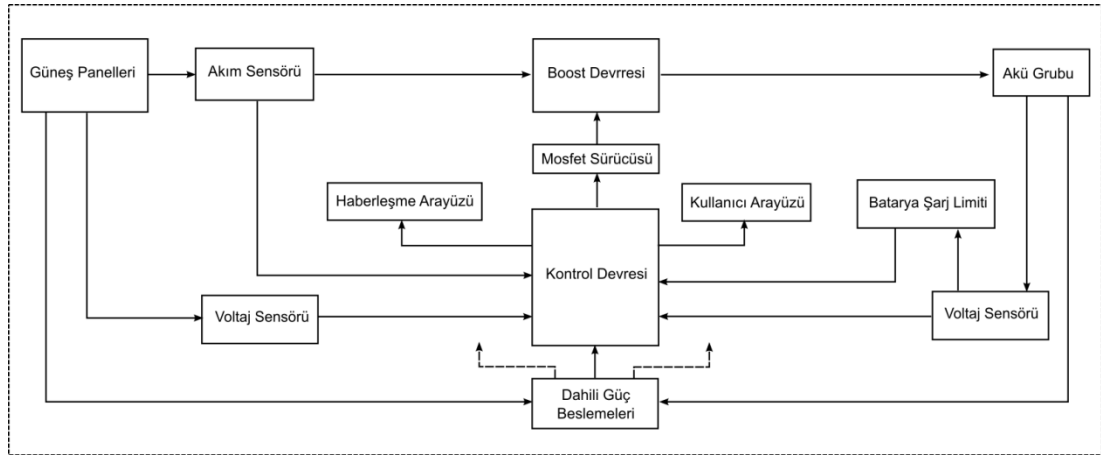 Güneş Panelleri
Akım Sensörü
Boost Devrresi
Akü Grubu
Mosfet Sürücüsü
Haberleşme Arayüzü
Kullanıcı Arayüzü
Batarya Şarj Limiti
Kontrol Devresi
Voltaj Sensörü
Voltaj Sensörü
Dahili Güç
Beslemeleri